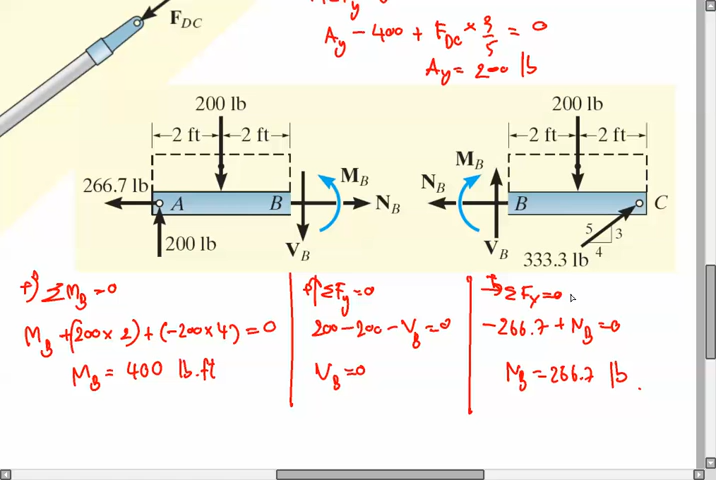 F_DC
A_y - 400 + F_DC × 3/5 = 0
A_y = 200 lb
200 lb
2 ft 2 ft
266.7 lb
A B
M_B
N_B
V_B
200 lb
200 lb
2 ft 2 ft
M_B
N_B
B C
V_B
5 3
4
333.3 lb
+) ΣM_B = 0
M_B + (200 × 2) + (-200 × 4) = 0
M_B = 400 lb.ft
+↑ΣF_y = 0
200 - 200 - V_B = 0
V_B = 0
+→ ΣF_x = 0
-266.7 + N_B = 0
N_B = 266.7 lb.